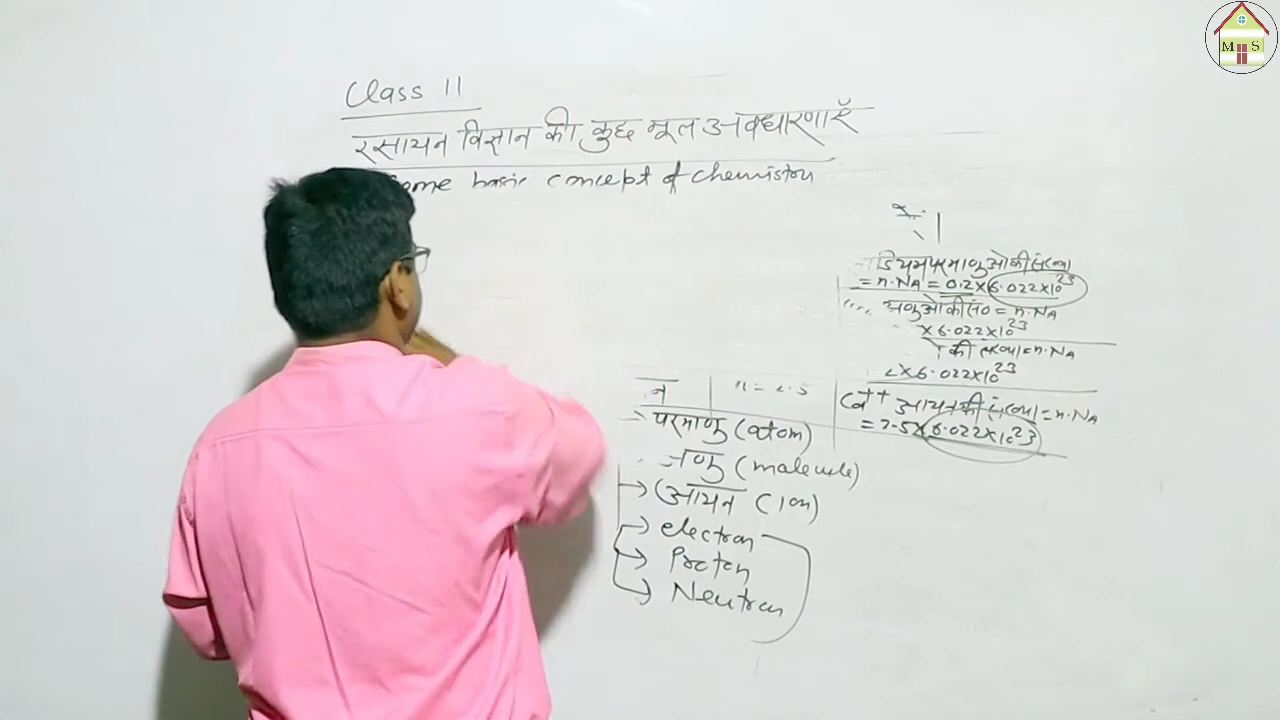 Class 11
रसायन विज्ञान की कुछ मूल अवधारणाएँ
Some basic concept of chemistry
डियम परमाणुओ की संख्या
= n.NA = 0.2×6.022×10²³
अणुओ की सं० = n.NA
×6.022×10²³
की संख्या = n.NA
×6.022×10²³
आयन की संख्या = n.NA
= 2.5×6.022×10²³
परमाणु (atom)
अणु (molecule)
आयन (Ion)
electron
Proton
Neutron
M S